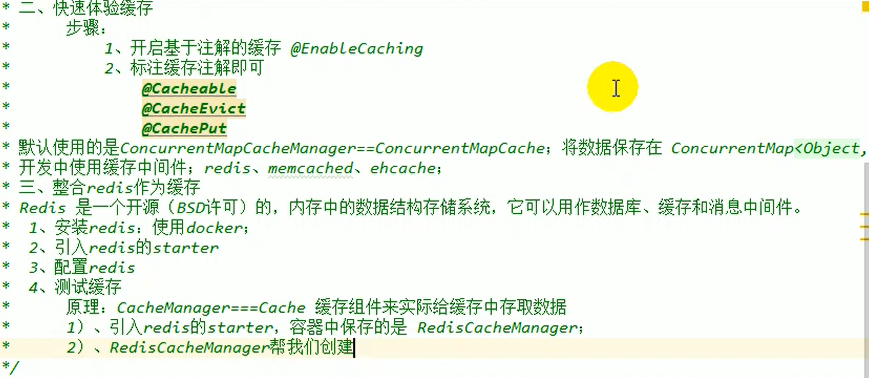 * 二、快速体验缓存
* 步骤：
* 1、开启基于注解的缓存 @EnableCaching
* 2、标注缓存注解即可
* @Cacheable
* @CacheEvict
* @CachePut
* 默认使用的是ConcurrentMapCacheManager==ConcurrentMapCache；将数据保存在 ConcurrentMap<Object,
* 开发中使用缓存中间件；redis、memcached、ehcache；
* 三、整合redis作为缓存
* Redis 是一个开源（BSD许可）的，内存中的数据结构存储系统，它可以用作数据库、缓存和消息中间件。
* 1、安装redis：使用docker；
* 2、引入redis的starter
* 3、配置redis
* 4、测试缓存
* 原理：CacheManager===Cache 缓存组件来实际给缓存中存取数据
* 1）、引入redis的starter，容器中保存的是 RedisCacheManager；
* 2）、RedisCacheManager帮我们创建
*/